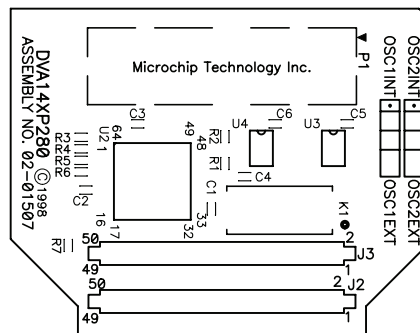 Microchip Technology Inc.
P1
OSC1INT
OSC2INT
DVA14XP280 ©1998
ASSEMBLY NO. 02-01507
C3
C6
C5
R3
R4
R5
R6
U2
64
1
49
48
R2
R1
U4
U3
C4
C2
C1
K1
16
17
32
33
OSC1EXT
OSC2EXT
R7
50
49
2
1
J3
50
49
2
1
J2